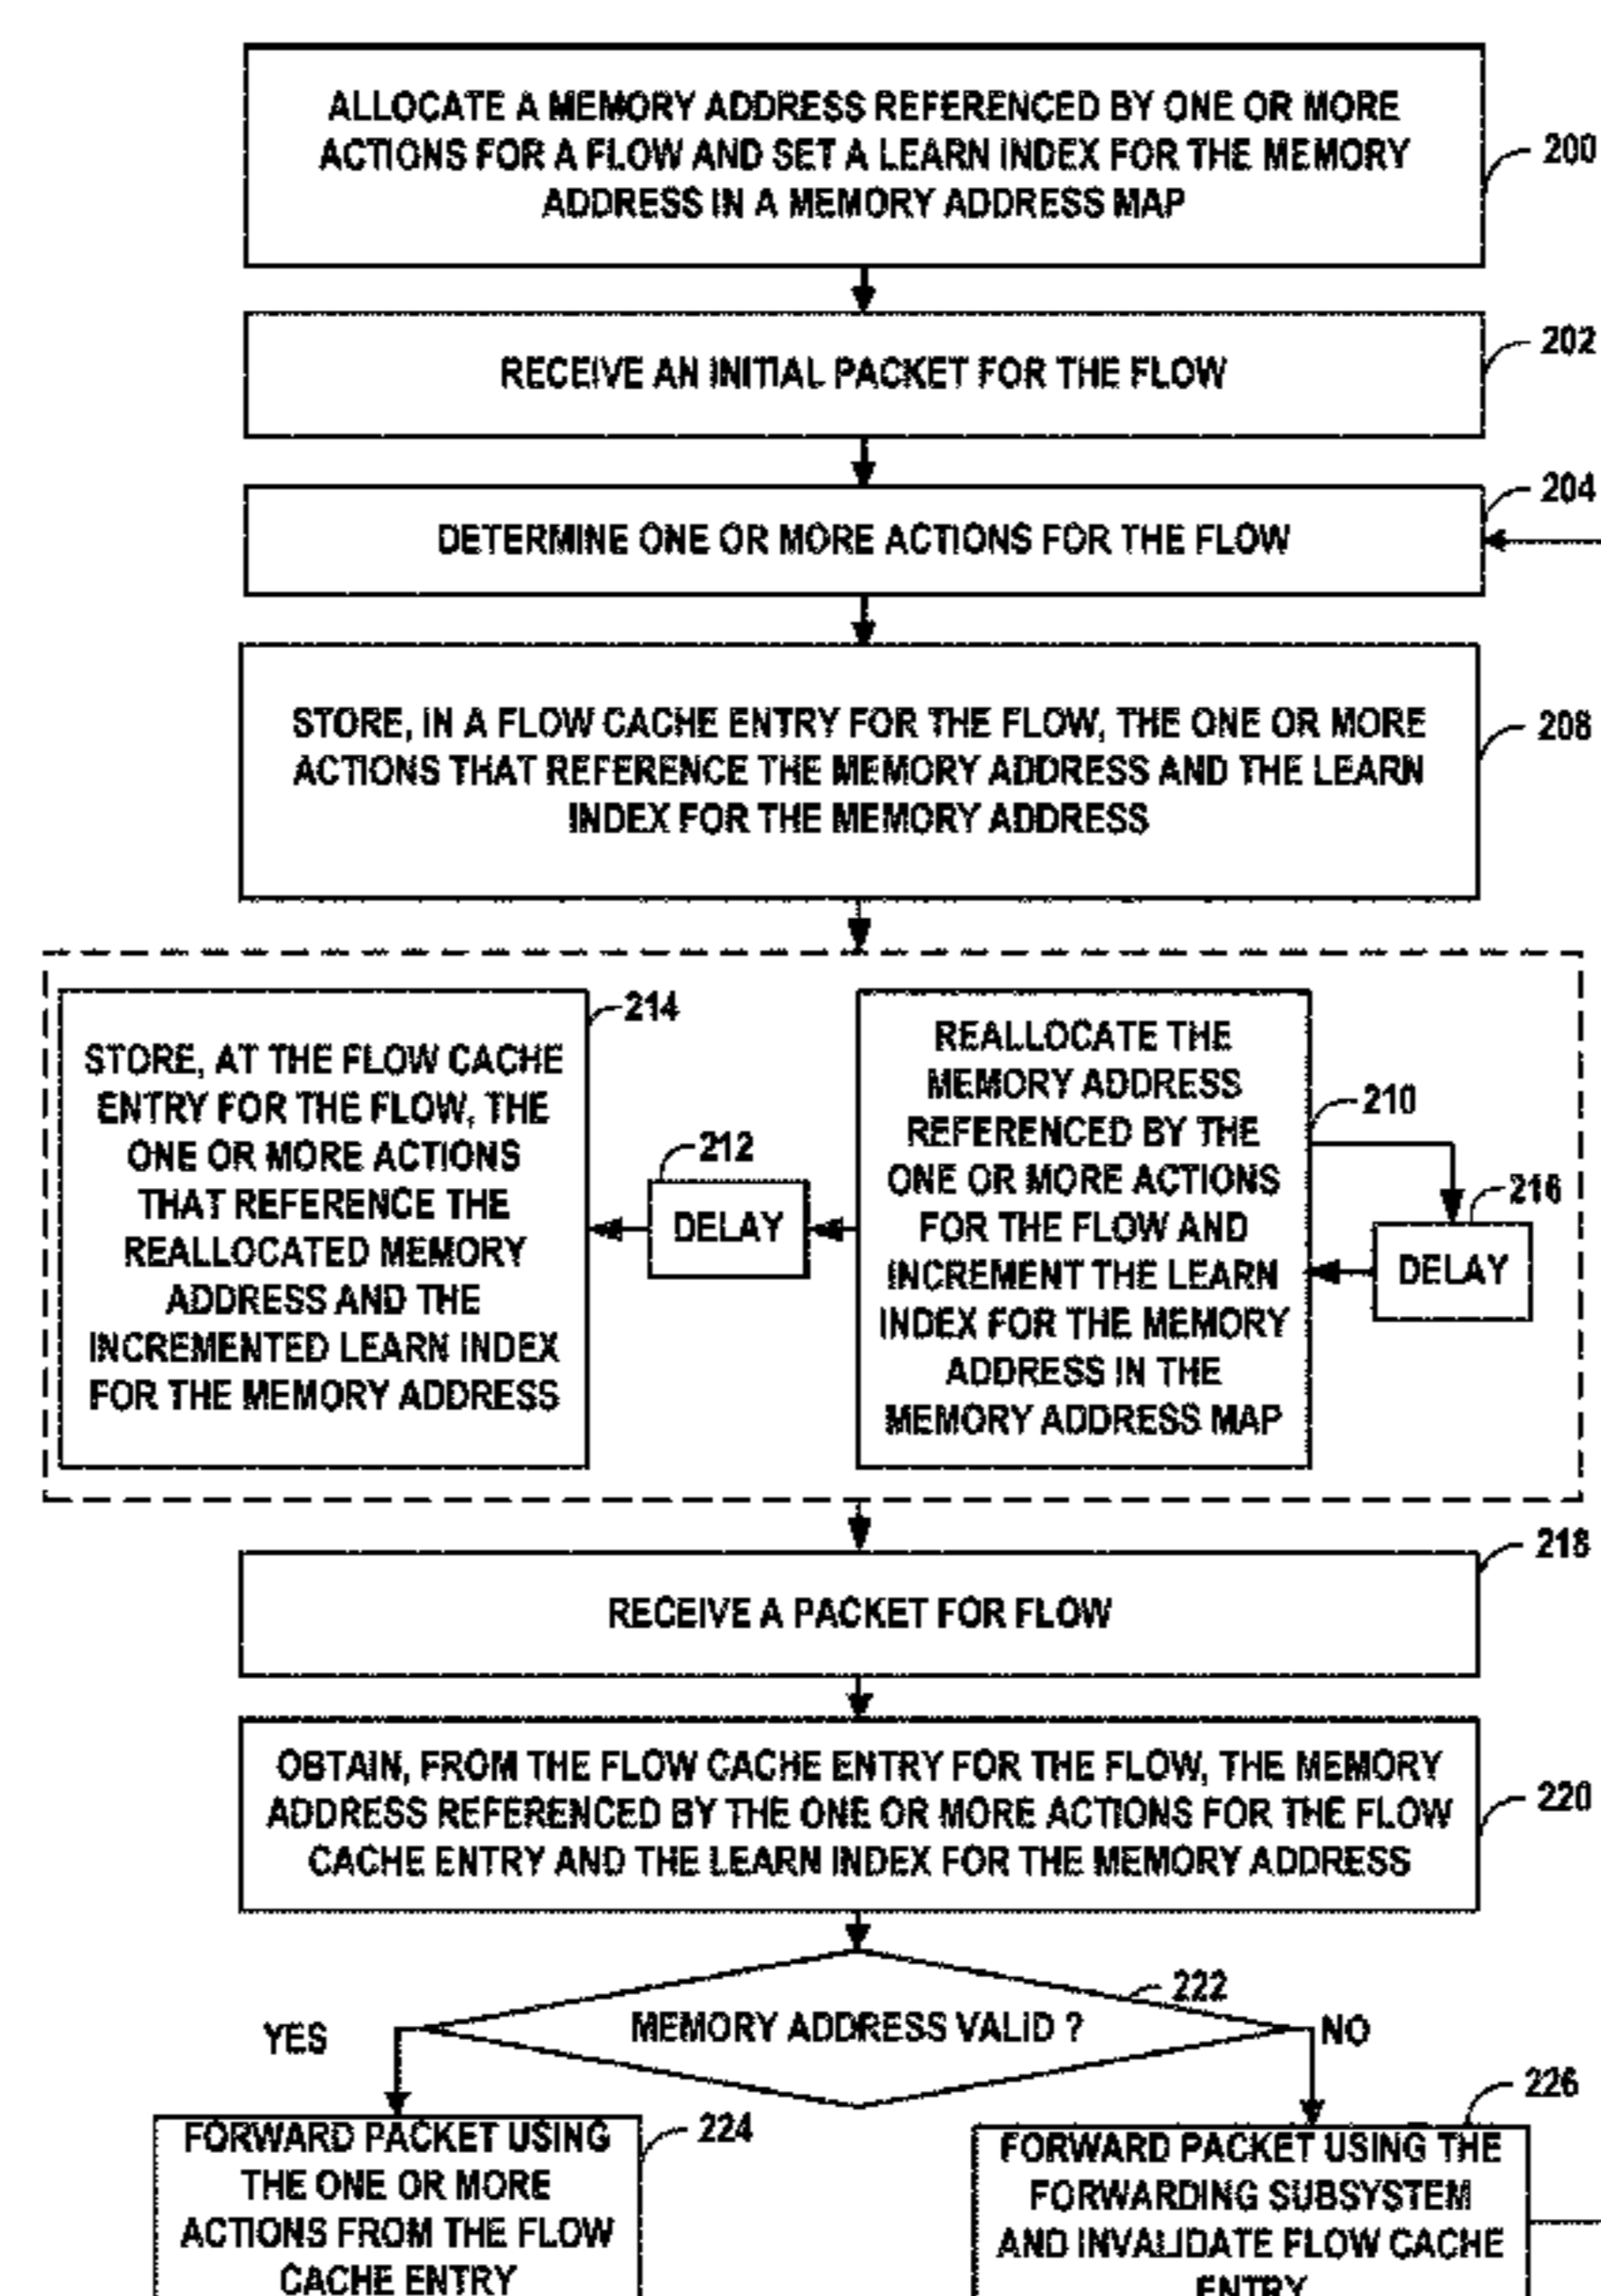 ALLOCATE A MEMORY ADDRESS REFERENCED BY ONE OR MORE
ACTIONS FOR A FLOW AND SET A LEARN INDEX FOR THE MEMORY
ADDRESS IN A MEMORY ADDRESS MAP
200
RECEIVE AN INITIAL PACKET FOR THE FLOW
202
DETERMINE ONE OR MORE ACTIONS FOR THE FLOW
204
STORE, IN A FLOW CACHE ENTRY FOR THE FLOW, THE ONE OR MORE
ACTIONS THAT REFERENCE THE MEMORY ADDRESS AND THE LEARN
INDEX FOR THE MEMORY ADDRESS
208
STORE, AT THE FLOW CACHE
ENTRY FOR THE FLOW, THE
ONE OR MORE ACTIONS
THAT REFERENCE THE
REALLOCATED MEMORY
ADDRESS AND THE
INCREMENTED LEARN INDEX
FOR THE MEMORY ADDRESS
214
212
DELAY
REALLOCATE THE
MEMORY ADDRESS
REFERENCED BY THE
ONE OR MORE ACTIONS
FOR THE FLOW AND
INCREMENT THE LEARN
INDEX FOR THE MEMORY
ADDRESS IN THE
MEMORY ADDRESS MAP
210
216
DELAY
218
RECEIVE A PACKET FOR FLOW
OBTAIN, FROM THE FLOW CACHE ENTRY FOR THE FLOW, THE MEMORY
ADDRESS REFERENCED BY THE ONE OR MORE ACTIONS FOR THE FLOW
CACHE ENTRY AND THE LEARN INDEX FOR THE MEMORY ADDRESS
220
222
MEMORY ADDRESS VALID ?
YES
NO
FORWARD PACKET USING
THE ONE OR MORE
ACTIONS FROM THE FLOW
CACHE ENTRY
224
226
FORWARD PACKET USING THE
FORWARDING SUBSYSTEM
AND INVALIDATE FLOW CACHE
ENTRY